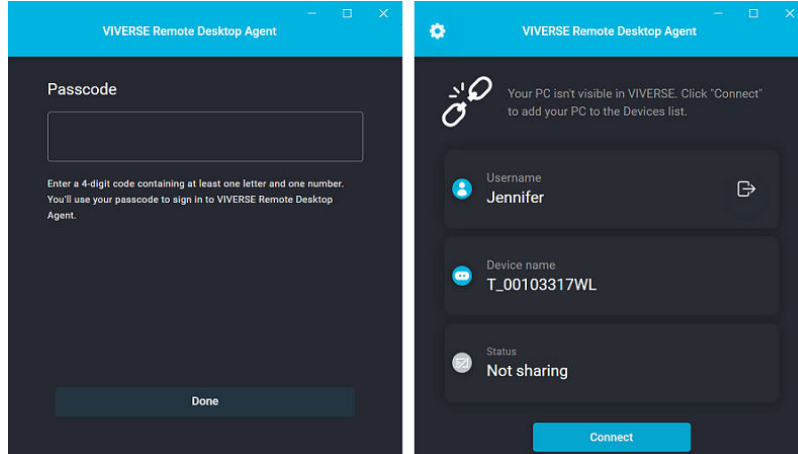 VIVERSE Remote Desktop Agent
Passcode
Enter a 4-digit code containing at least one letter and one number.
You'll use your passcode to sign in to VIVERSE Remote Desktop
Agent.
Done
VIVERSE Remote Desktop Agent
Your PC isn't visible in VIVERSE. Click "Connect"
to add your PC to the Devices list.
Username
Jennifer
Device name
T_00103317WL
Status
Not sharing
Connect